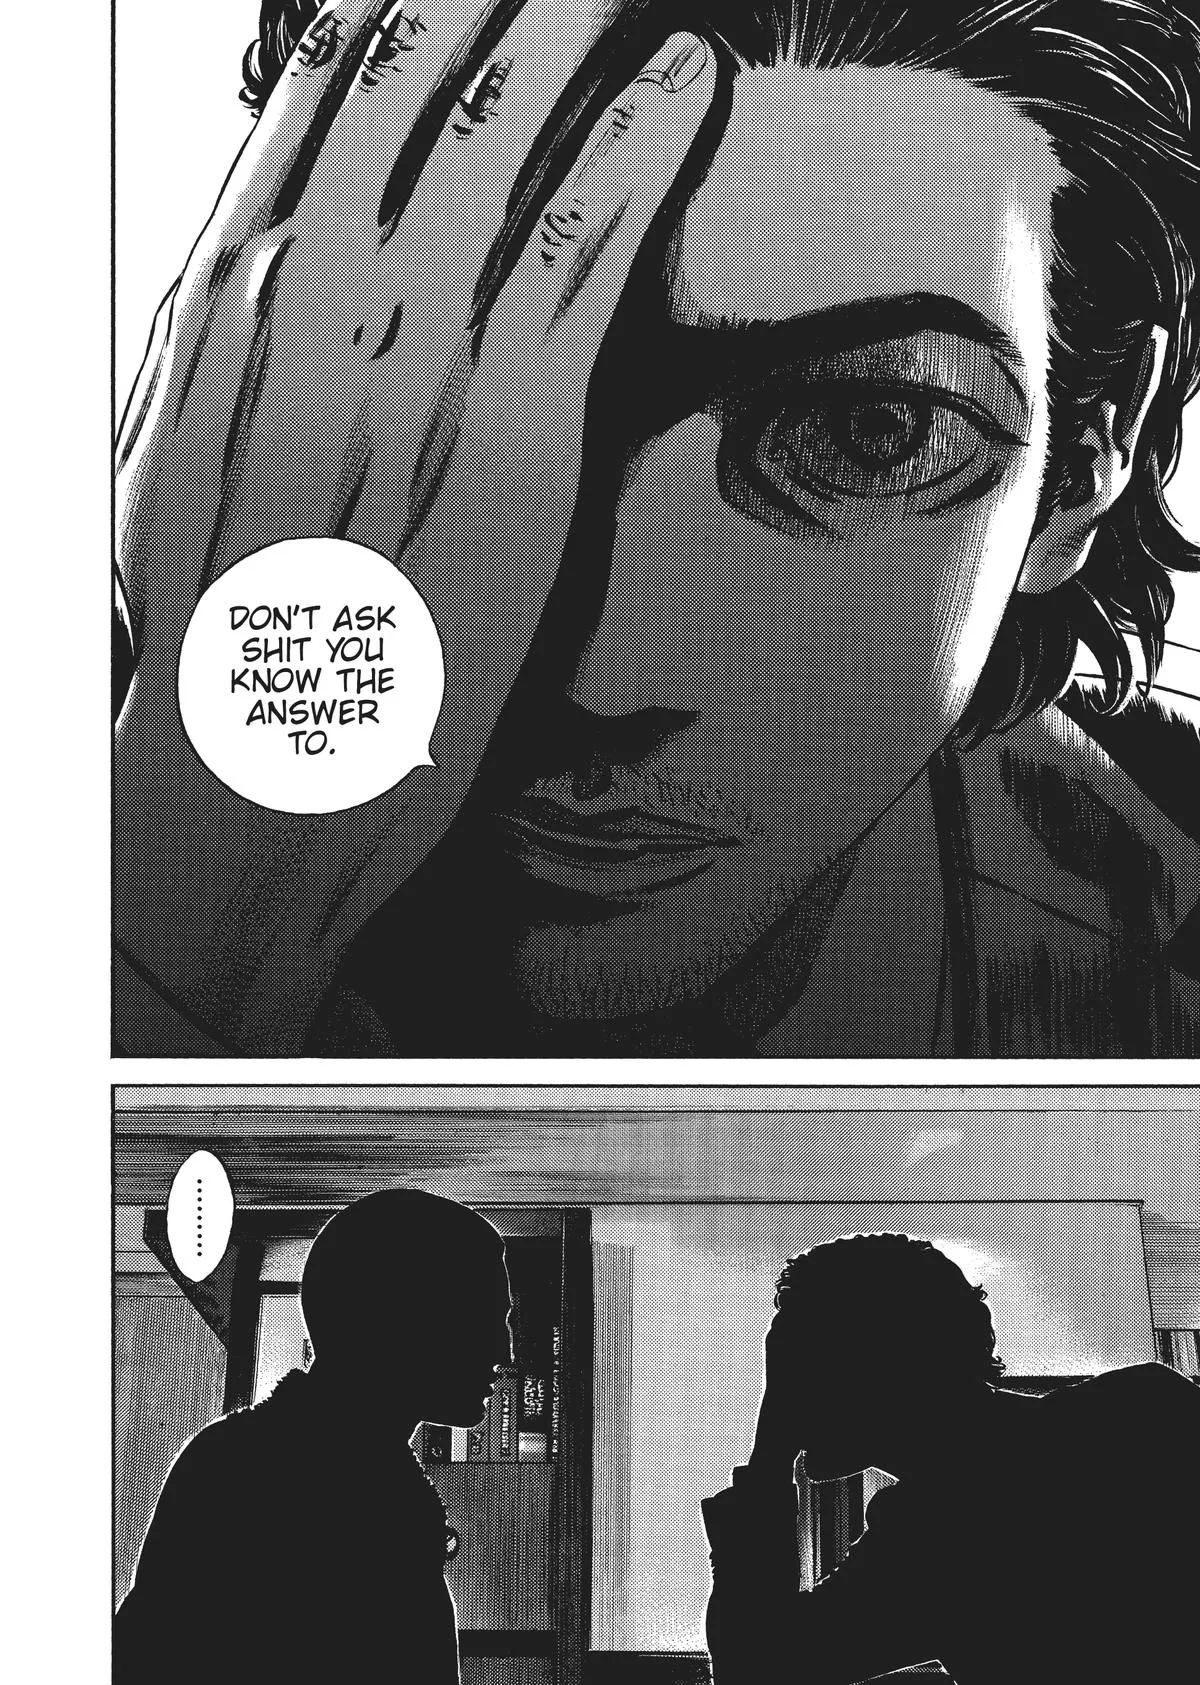 DON'T ASK
SHIT YOU
KNOW THE
ANSWER
TO.
.........